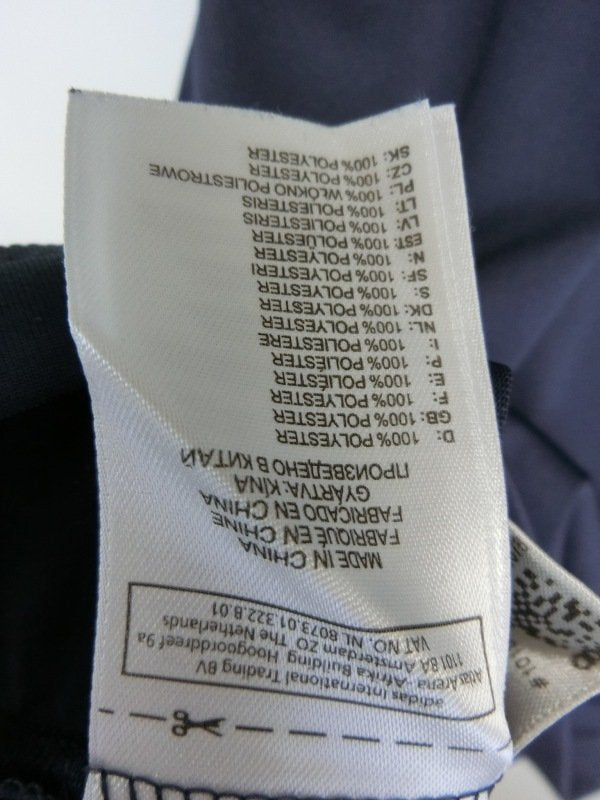 adidas International Trading BV
Atlas Arena - Afrika Building Hoogoorddreef 9a
1101 BA Amsterdam ZO The Netherlands
VAT NO. NL 8073.01.322.B.01
MADE IN CHINA
FABRIQUÉ EN CHINE
FABRICADO EN CHINA
GYÁRTVA: KÍNA
ПРОИЗВЕДЕНО В КИТАЙ
D: 100% POLYESTER
GB: 100% POLYESTER
F: 100% POLYESTER
E: 100% POLIÉSTER
P: 100% POLIÉSTER
I: 100% POLIESTERE
NL: 100% POLYESTER
DK: 100% POLYESTER
S: 100% POLYESTER
SF: 100% POLYESTERI
N: 100% POLYESTER
EST: 100% POLÜESTER
LV: 100% POLIESTERIS
LT: 100% POLIESTERIS
PL: 100% WŁÓKNO POLIESTROWE
CZ: 100% POLYESTER
SK: 100% POLYESTER